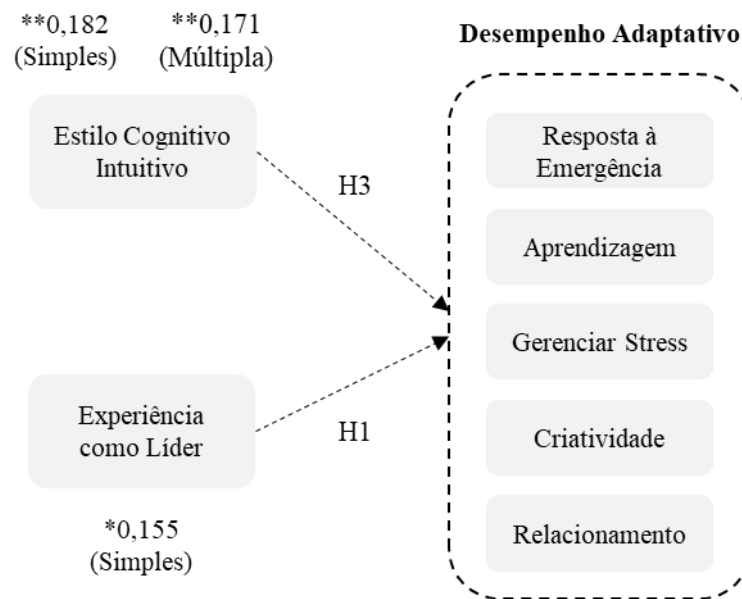 **0,182
(Simples)
**0,171
(Múltipla)
Estilo Cognitivo
Intuitivo
H3
Experiência
como Líder
H1
*0,155
(Simples)
Desempenho Adaptativo
Resposta à
Emergência
Aprendizagem
Gerenciar Stress
Criatividade
Relacionamento